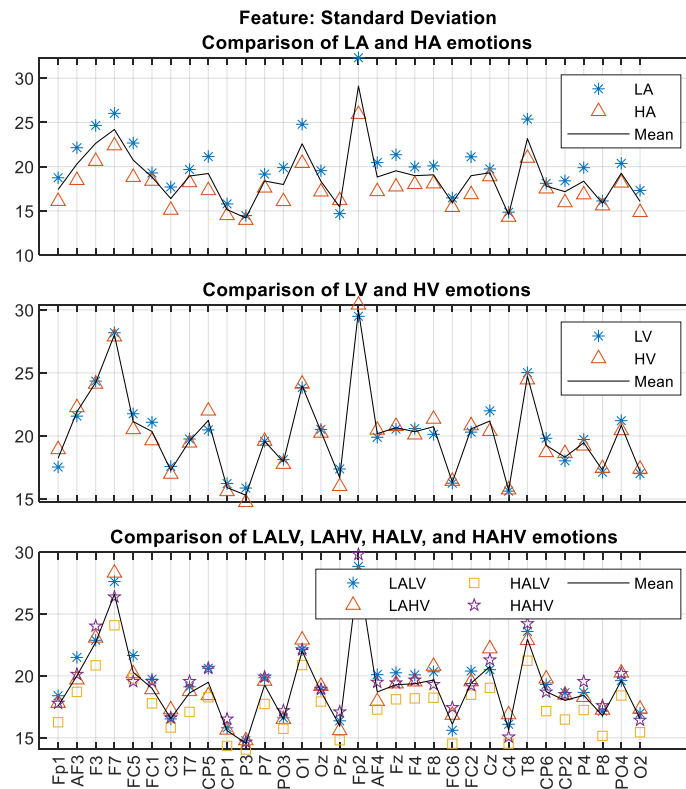 Feature: Standard Deviation
Comparison of LA and HA emotions
30
25
20
15
10
LA
HA
Mean
Comparison of LV and HV emotions
30
25
20
15
LV
HV
Mean
Comparison of LALV, LAHV, HALV, and HAHV emotions
30
25
20
15
LALV HALV Mean
LAHV HAHV
Fp1 AF3 F3 F7 FC5 FC1 C3 T7 CP5 CP1 P3 P7 PO3 O1 Oz Pz Fp2 AF4 Fz F4 F8 FC6 FC2 Cz C4 T8 CP6 CP2 P4 P8 PO4 O2